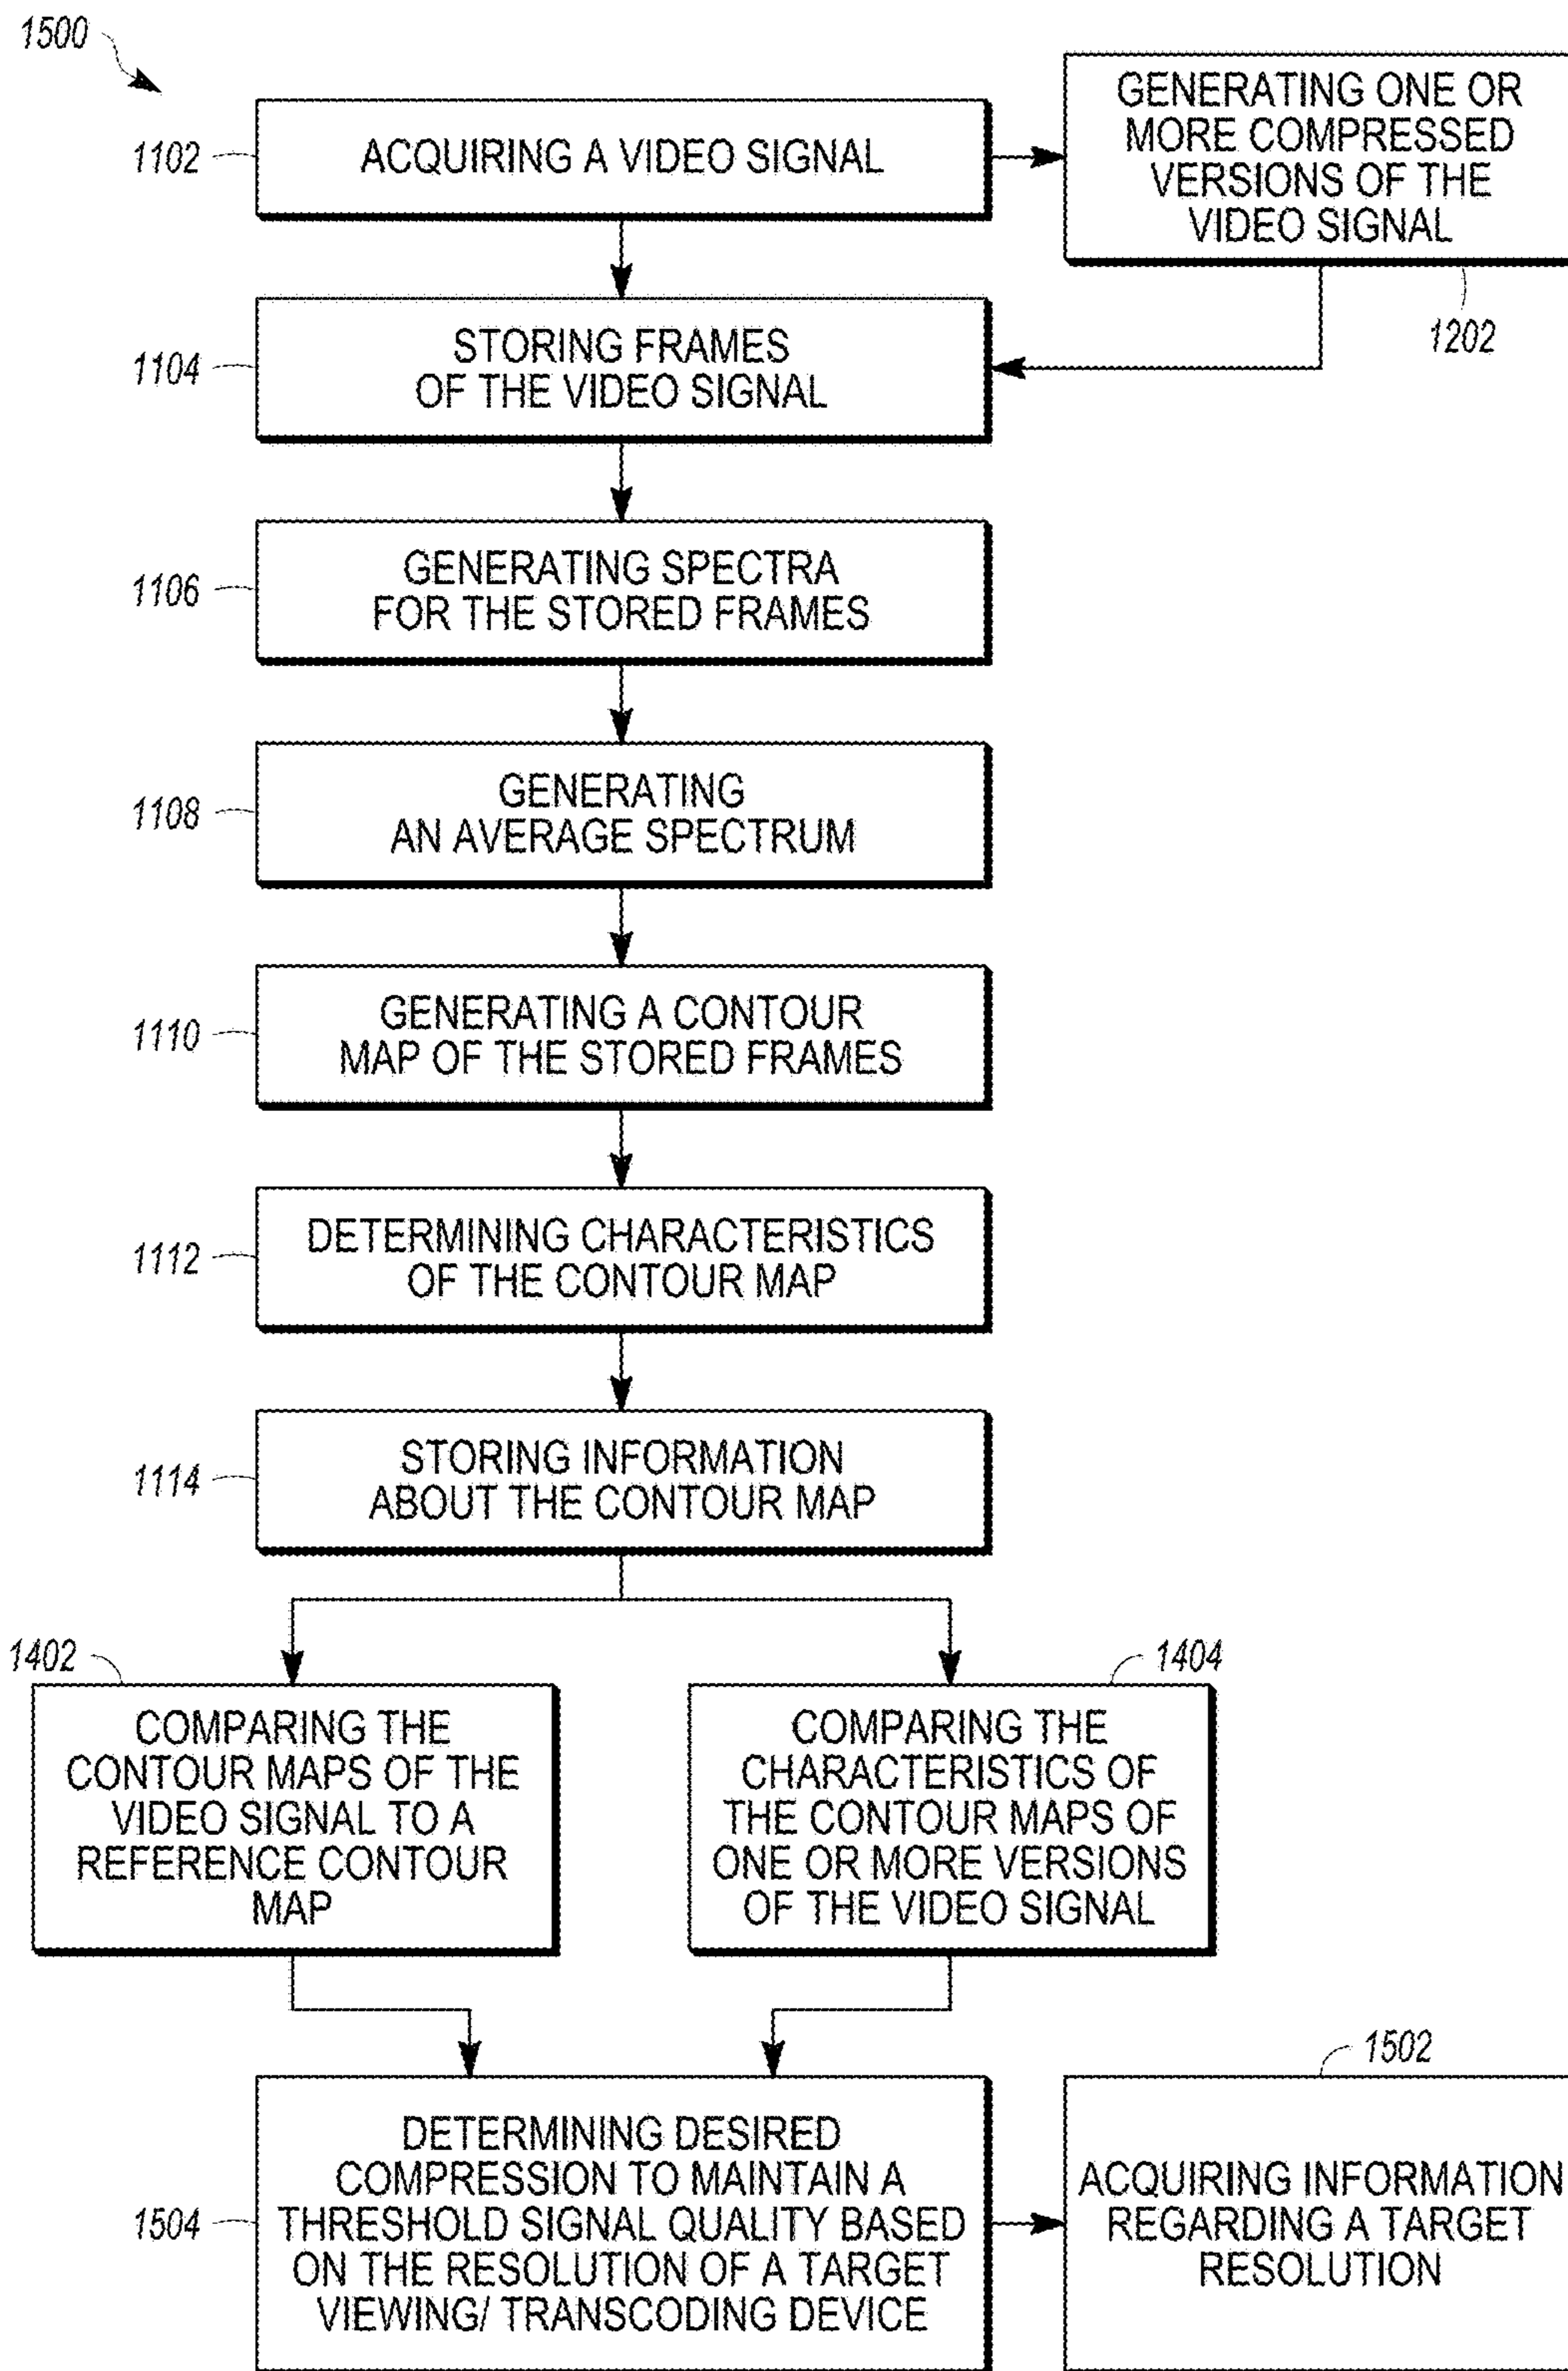 1500
1102
ACQUIRING A VIDEO SIGNAL
GENERATING ONE OR
MORE COMPRESSED
VERSIONS OF THE
VIDEO SIGNAL
1202
1104
STORING FRAMES
OF THE VIDEO SIGNAL
1106
GENERATING SPECTRA
FOR THE STORED FRAMES
1108
GENERATING
AN AVERAGE SPECTRUM
1110
GENERATING A CONTOUR
MAP OF THE STORED FRAMES
1112
DETERMINING CHARACTERISTICS
OF THE CONTOUR MAP
1114
STORING INFORMATION
ABOUT THE CONTOUR MAP
1402
COMPARING THE
CONTOUR MAPS OF THE
VIDEO SIGNAL TO A
REFERENCE CONTOUR
MAP
1404
COMPARING THE
CHARACTERISTICS OF
THE CONTOUR MAPS OF
ONE OR MORE VERSIONS
OF THE VIDEO SIGNAL
1504
DETERMINING DESIRED
COMPRESSION TO MAINTAIN A
THRESHOLD SIGNAL QUALITY BASED
ON THE RESOLUTION OF A TARGET
VIEWING/ TRANSCODING DEVICE
1502
ACQUIRING INFORMATION
REGARDING A TARGET
RESOLUTION